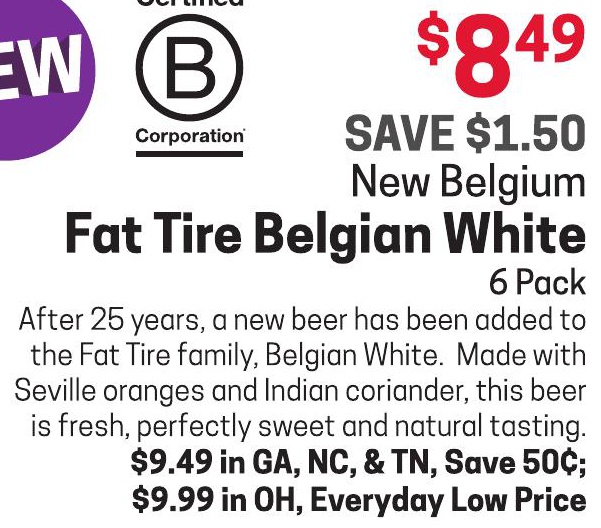 Certified
B
Corporation
$8.49
SAVE $1.50
New Belgium
Fat Tire Belgian White
6 Pack
After 25 years, a new beer has been added to
the Fat Tire family, Belgian White. Made with
Seville oranges and Indian coriander, this beer
is fresh, perfectly sweet and natural tasting.
$9.49 in GA, NC, & TN, Save 50¢;
$9.99 in OH, Everyday Low Price